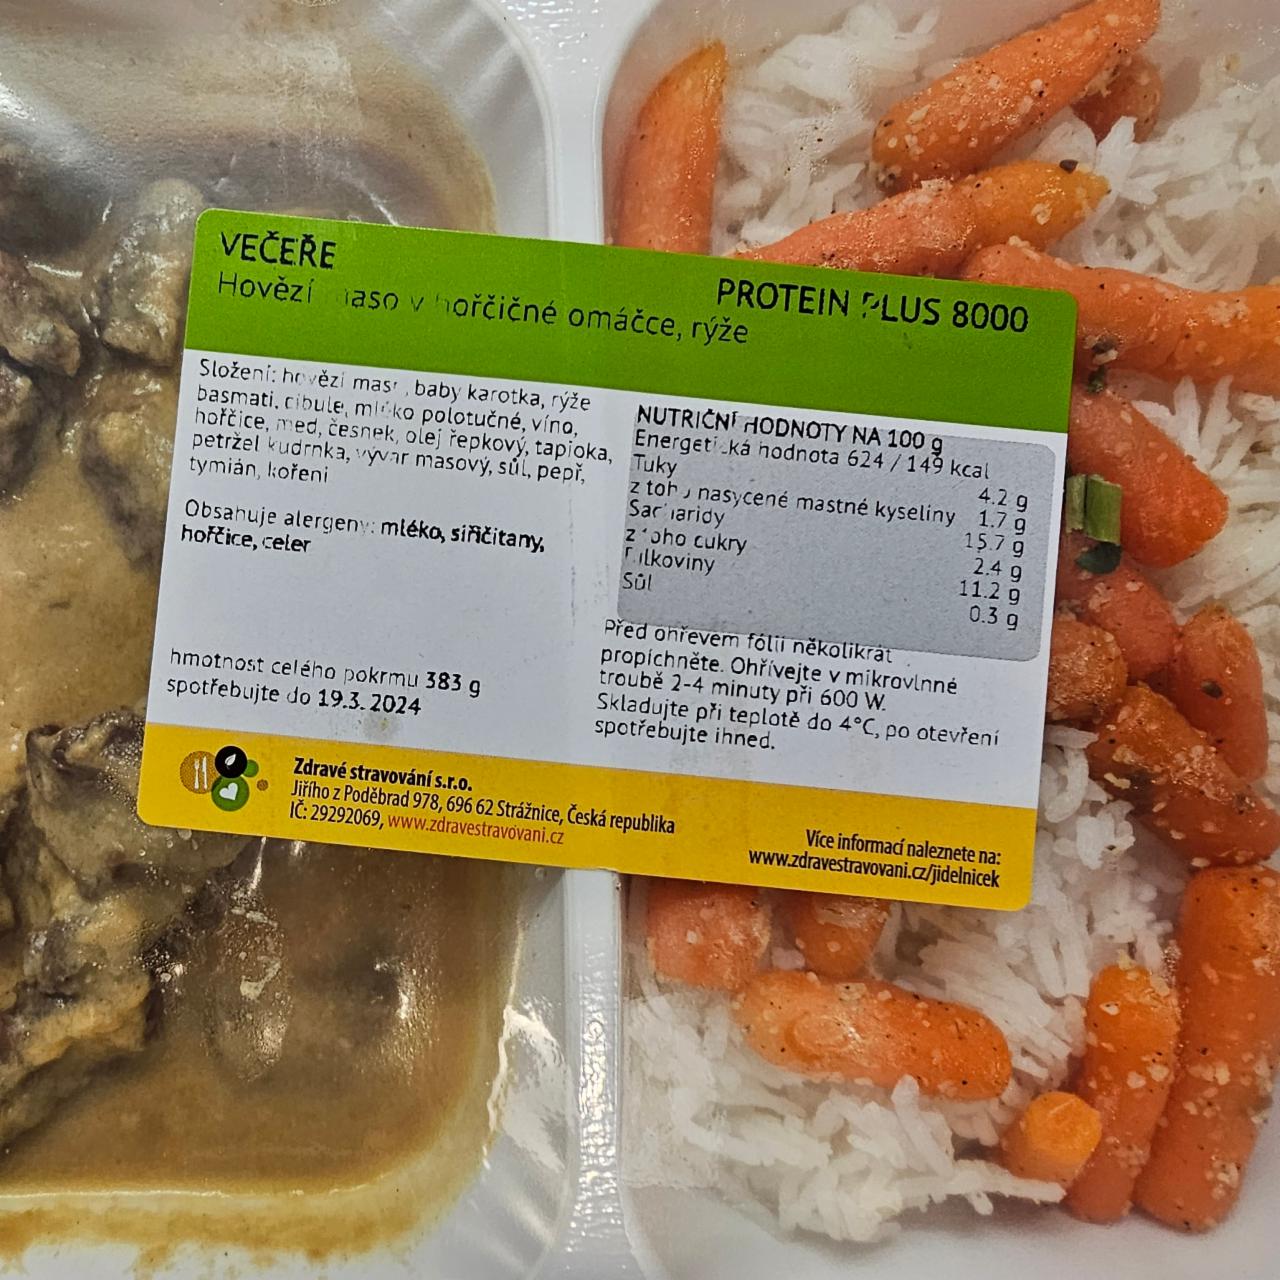 VEČEŘE
PROTEIN PLUS 8000
Hovězí maso v hořčičné omáčce, rýže
Složení: hovězí maso, baby karotka, rýže
basmati, cibule, mléko polotučné, víno,
hořčice, med, česnek, olej řepkový, tapioka,
petržel kudrnka, vývar masový, sůl, pepř,
tymián, koření
Obsahuje alergeny: mléko, siřičitany,
hořčice, celer
hmotnost celého pokrmu 383 g
spotřebujte do 19.3. 2024
NUTRIČNÍ HODNOTY NA 100 g
Energetická hodnota 624 / 149 kcal
Tuky 4.2 g
z toho nasycené mastné kyseliny 1.7 g
Sacharidy 15.7 g
z toho cukry 2.4 g
Bílkoviny 11.2 g
Sůl 0.3 g
Před ohřevem fólii několikrát
propíchněte. Ohřívejte v mikrovlnné
troubě 2-4 minuty při 600 W.
Skladujte při teplotě do 4°C, po otevření
spotřebujte ihned.
Zdravé stravování s.r.o.
Jiřího z Poděbrad 978, 696 62 Strážnice, Česká republika
IČ: 29292069, www.zdravestravovani.cz
Více informací naleznete na:
www.zdravestravovani.cz/jidelnicek